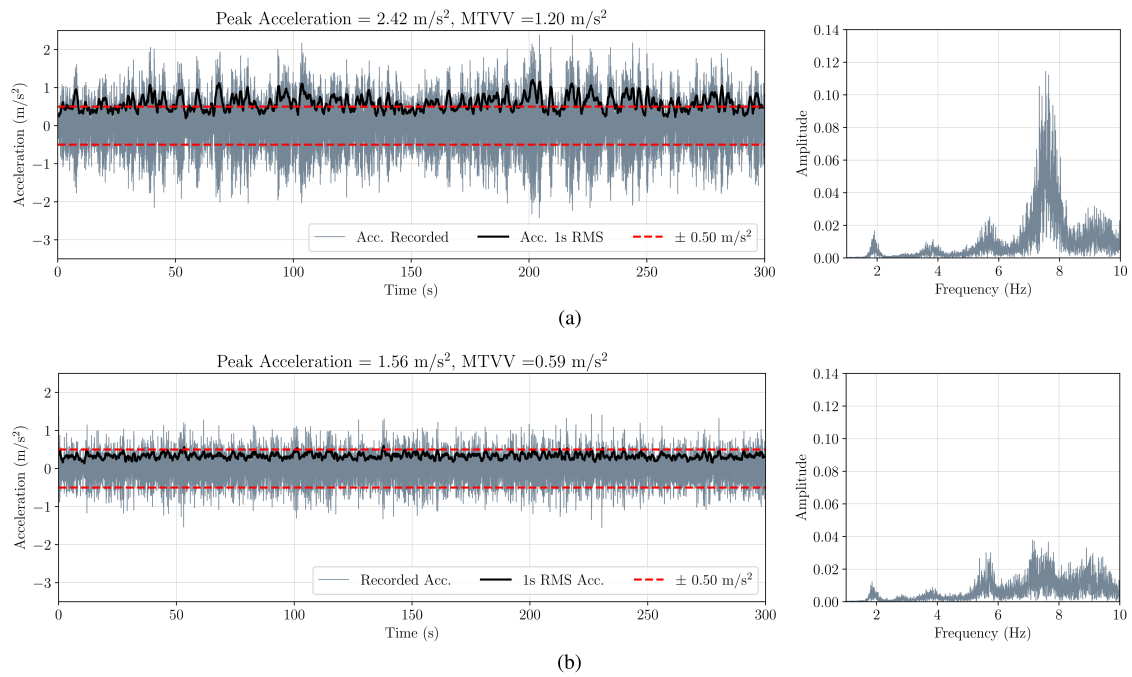 Peak Acceleration = 2.42 m/s², MTVV =1.20 m/s²
Acceleration (m/s²)
2
1
0
−1
−2
−3
Acc. Recorded
Acc. 1s RMS
± 0.50 m/s²
0
50
100
150
200
250
300
Time (s)
Amplitude
0.14
0.12
0.10
0.08
0.06
0.04
0.02
0.00
2
4
6
8
10
Frequency (Hz)
(a)
Peak Acceleration = 1.56 m/s², MTVV =0.59 m/s²
Acceleration (m/s²)
2
1
0
−1
−2
−3
Recorded Acc.
1s RMS Acc.
± 0.50 m/s²
0
50
100
150
200
250
300
Time (s)
Amplitude
0.14
0.12
0.10
0.08
0.06
0.04
0.02
0.00
2
4
6
8
10
Frequency (Hz)
(b)